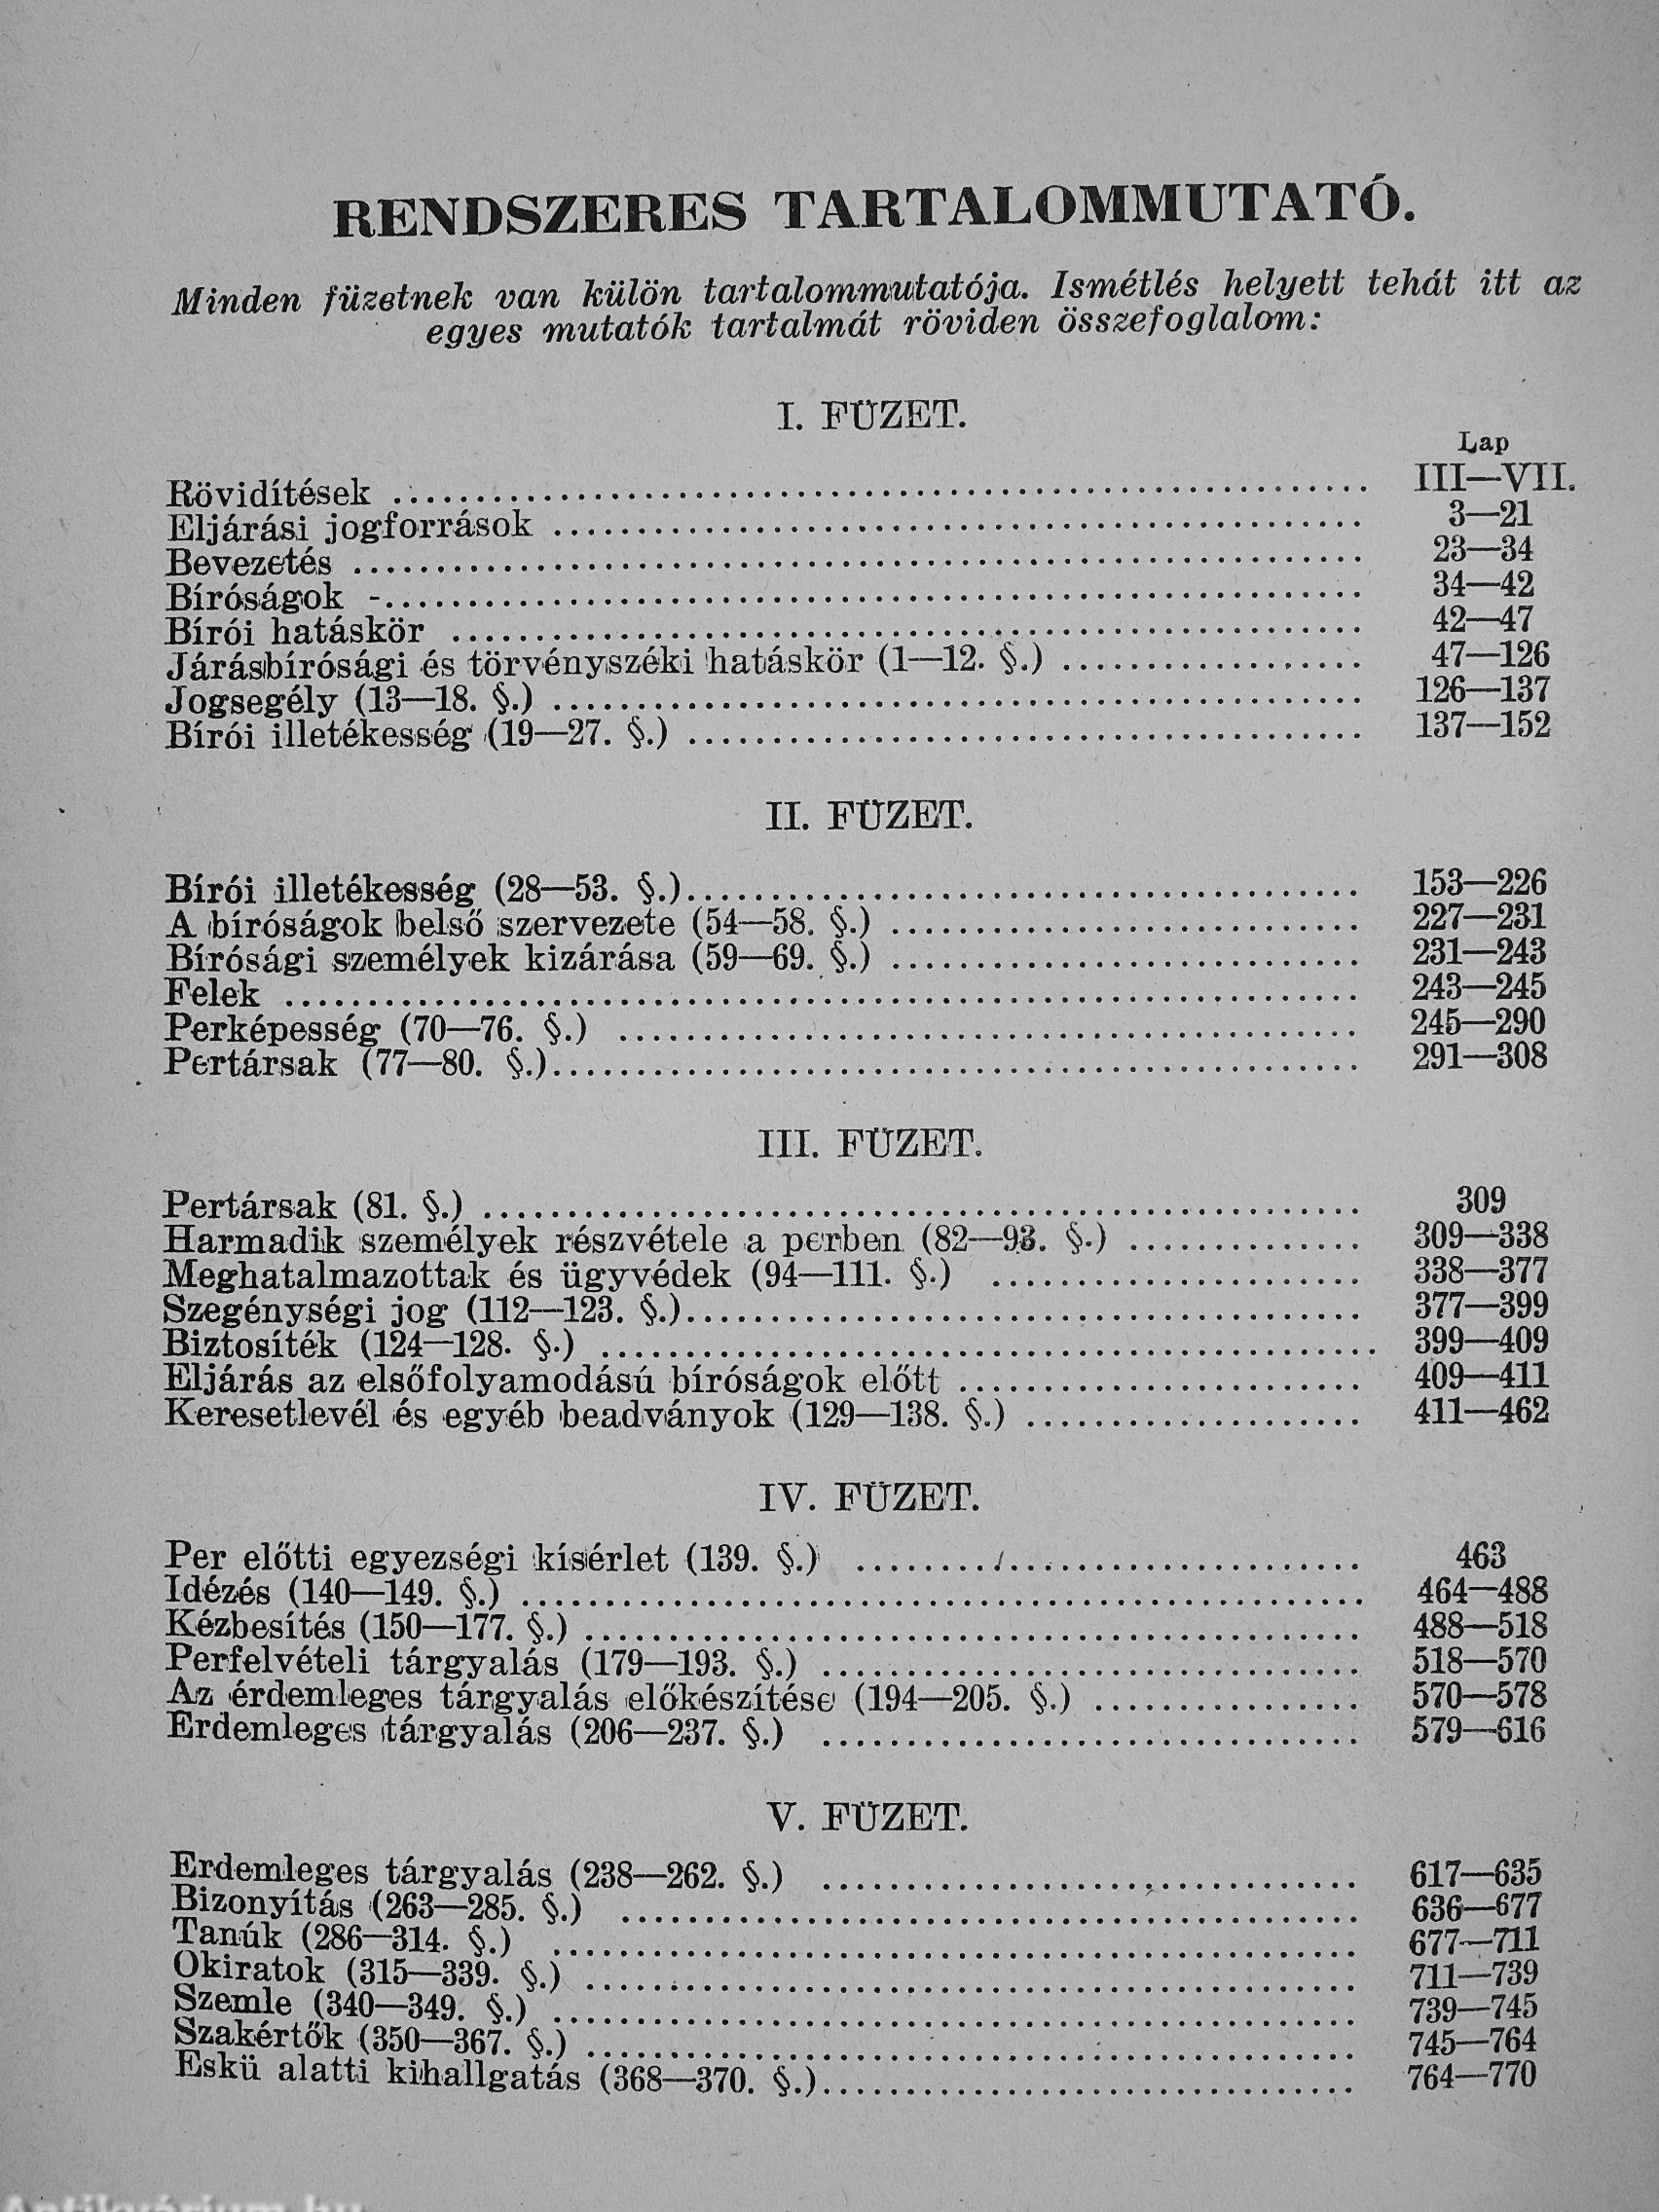 RENDSZERES TARTALOMMUTATÓ.
Minden füzetnek van külön tartalommutatója. Ismétlés helyett tehát itt az
egyes mutatók tartalmát röviden összefoglalom:
I. FÜZET.
Lap
Rövidítések ........................ III—VII.
Eljárási jogforrások ........................ 3—21
Bevezetés ........................ 23—34
Bíróságok -........................ 34—42
Bírói hatáskör ........................ 42—47
Járásbírósági és törvényszéki hatáskör (1—12. §.) ........................ 47—126
Jogsegély (13—18. §.) ........................ 126—137
Bírói illetékesség (19—27. §.) ........................ 137—152
II. FÜZET.
Bírói illetékesség (28—53. §.)........................ 153—226
A bíróságok belső szervezete (54—58. §.) ........................ 227—231
Bírósági személyek kizárása (59—69. §.) ........................ 231—243
Felek ........................ 243—245
Perképesség (70—76. §.) ........................ 245—290
Pertársak (77—80. §.)........................ 291—308
III. FÜZET.
Pertársak (81. §.) ........................ 309
Harmadik személyek részvétele a perben (82—93. §.) ........................ 309—338
Meghatalmazottak és ügyvédek (94—111. §.) ........................ 338—377
Szegénységi jog (112—123. §.)........................ 377—399
Biztosíték (124—128. §.) ........................ 399—409
Eljárás az elsőfolyamodású bíróságok előtt ........................ 409—411
Keresetlevél és egyéb beadványok (129—138. §.) ........................ 411—462
IV. FÜZET.
Per előtti egyezségi kísérlet (139. §.) ........................ 463
Idézés (140—149. §.) ........................ 464—488
Kézbesítés (150—177. §.) ........................ 488—518
Perfelvételi tárgyalás (179—193. §.) ........................ 518—570
Az érdemleges tárgyalás előkészítése (194—205. §.) ........................ 570—578
Erdemleges tárgyalás (206—237. §.) ........................ 579—616
V. FÜZET.
Erdemleges tárgyalás (238—262. §.) ........................ 617—635
Bizonyítás (263—285. §.) ........................ 636—677
Tanúk (286—314. §.) ........................ 677—711
Okiratok (315—339. §.) ........................ 711—739
Szemle (340—349. §.) ........................ 739—745
Szakértők (350—367. §.) ........................ 745—764
Eskü alatti kihallgatás (368—370. §.)........................ 764—770